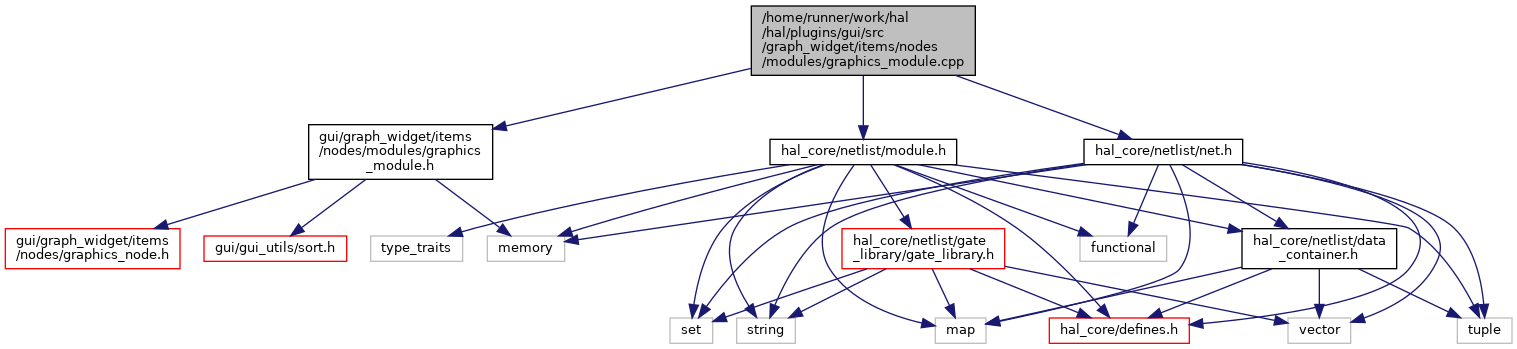 /home/runner/work/hal
/hal/plugins/gui/src
/graph_widget/items/nodes
/modules/graphics_module.cpp
gui/graph_widget/items
/nodes/modules/graphics
_module.h
hal_core/netlist/module.h
hal_core/netlist/net.h
gui/graph_widget/items
/nodes/graphics_node.h
gui/gui_utils/sort.h
type_traits
memory
hal_core/netlist/gate
_library/gate_library.h
functional
hal_core/netlist/data
_container.h
set
string
map
hal_core/defines.h
vector
tuple